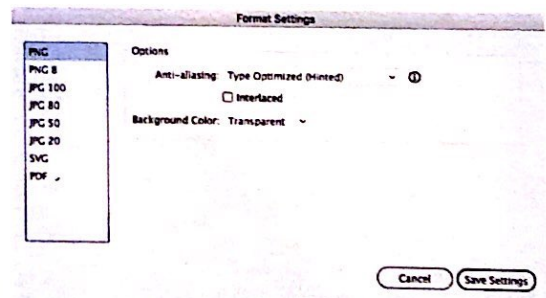 Format Settings
PNG
PNG 8
JPG 100
JPG 80
JPG 50
JPG 20
SVG
PDF
Options
Anti-aliasing: Type Optimized (Hinted)
Interlaced
Background Color: Transparent
Cancel
Save Settings